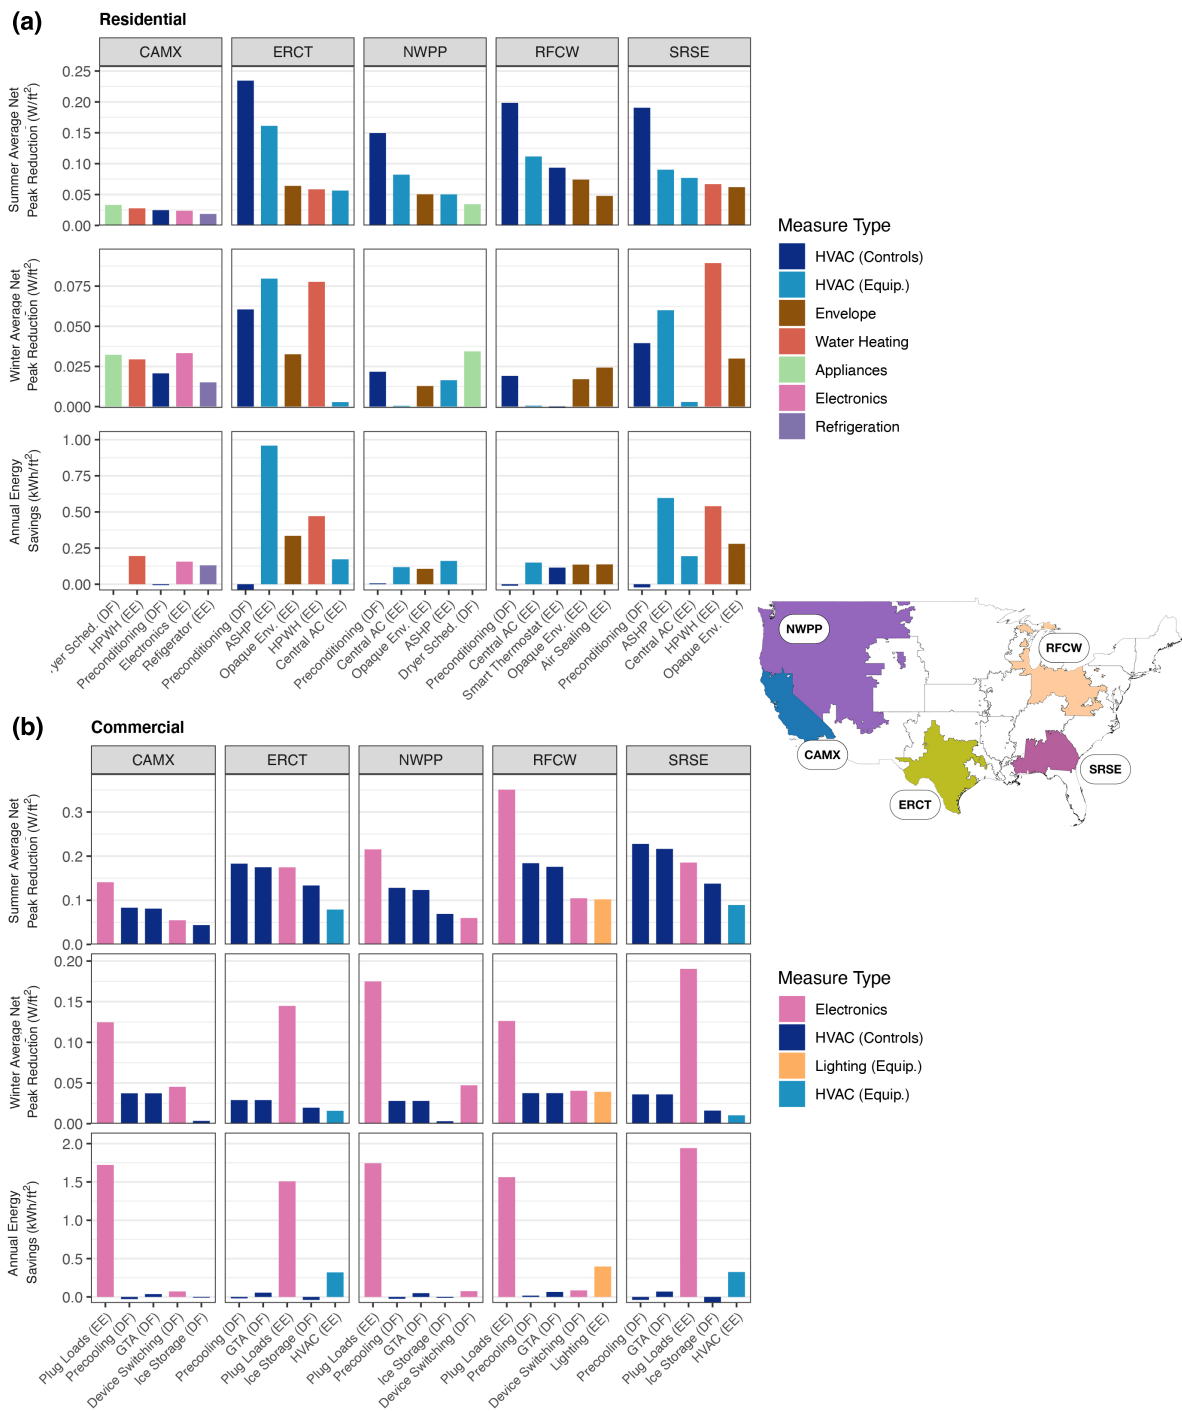 (a)
Residential
CAMX
ERCT
NWPP
RFCW
SRSE
Summer Average Net
Peak Reduction (W/ft²)
0.25
0.20
0.15
0.10
0.05
0.00
Winter Average Net
Peak Reduction (W/ft²)
0.075
0.050
0.025
0.000
Annual Energy
Savings (kWh/ft²)
1.00
0.75
0.50
0.25
0.00
yer Sched. (DF)
HPWH (EE)
Preconditioning (DF)
Electronics (EE)
Refrigerator (EE)
Preconditioning (DF)
ASHP (EE)
Opaque Env. (EE)
HPWH (EE)
Central AC (EE)
Preconditioning (DF)
Central AC (EE)
Opaque Env. (EE)
ASHP (EE)
Dryer Sched. (DF)
Preconditioning (DF)
Central AC (EE)
Smart Thermostat (EE)
Opaque Env. (EE)
Air Sealing (EE)
Preconditioning (DF)
ASHP (EE)
Central AC (EE)
HPWH (EE)
Opaque Env. (EE)
Measure Type
HVAC (Controls)
HVAC (Equip.)
Envelope
Water Heating
Appliances
Electronics
Refrigeration
NWPP
RFCW
CAMX
SRSE
ERCT
(b)
Commercial
CAMX
ERCT
NWPP
RFCW
SRSE
Summer Average Net
Peak Reduction (W/ft²)
0.3
0.2
0.1
0.0
Winter Average Net
Peak Reduction (W/ft²)
0.20
0.15
0.10
0.05
0.00
Annual Energy
Savings (kWh/ft²)
2.0
1.5
1.0
0.5
0.0
Plug Loads (EE)
Precooling (DF)
GTA (DF)
Device Switching (DF)
Ice Storage (DF)
Precooling (DF)
GTA (DF)
Plug Loads (EE)
Ice Storage (DF)
HVAC (EE)
Plug Loads (EE)
Precooling (DF)
GTA (DF)
Ice Storage (DF)
Device Switching (DF)
Plug Loads (EE)
Precooling (DF)
GTA (DF)
Device Switching (DF)
Lighting (EE)
Precooling (DF)
GTA (DF)
Plug Loads (EE)
Ice Storage (DF)
HVAC (EE)
Measure Type
Electronics
HVAC (Controls)
Lighting (Equip.)
HVAC (Equip.)